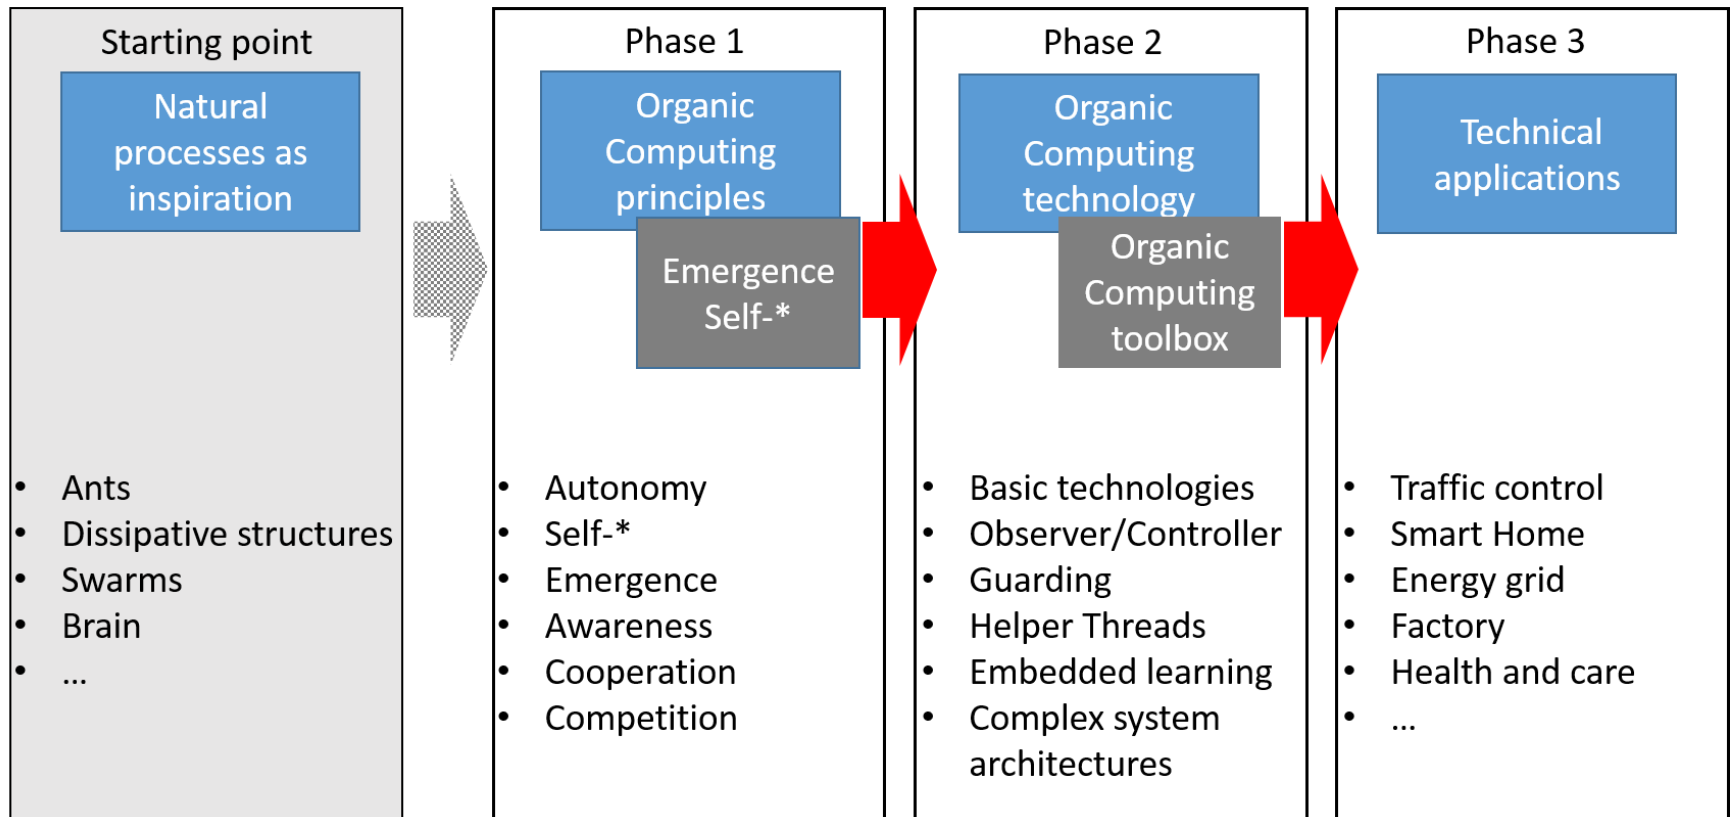 Starting point
Natural
processes as
inspiration
• Ants
• Dissipative structures
• Swarms
• Brain
• ...
Phase 1
Organic
Computing
principles
Emergence
Self-*
• Autonomy
• Self-*
• Emergence
• Awareness
• Cooperation
• Competition
Phase 2
Organic
Computing
technology
Organic
Computing
toolbox
• Basic technologies
• Observer/Controller
• Guarding
• Helper Threads
• Embedded learning
• Complex system
architectures
Phase 3
Technical
applications
• Traffic control
• Smart Home
• Energy grid
• Factory
• Health and care
• ...